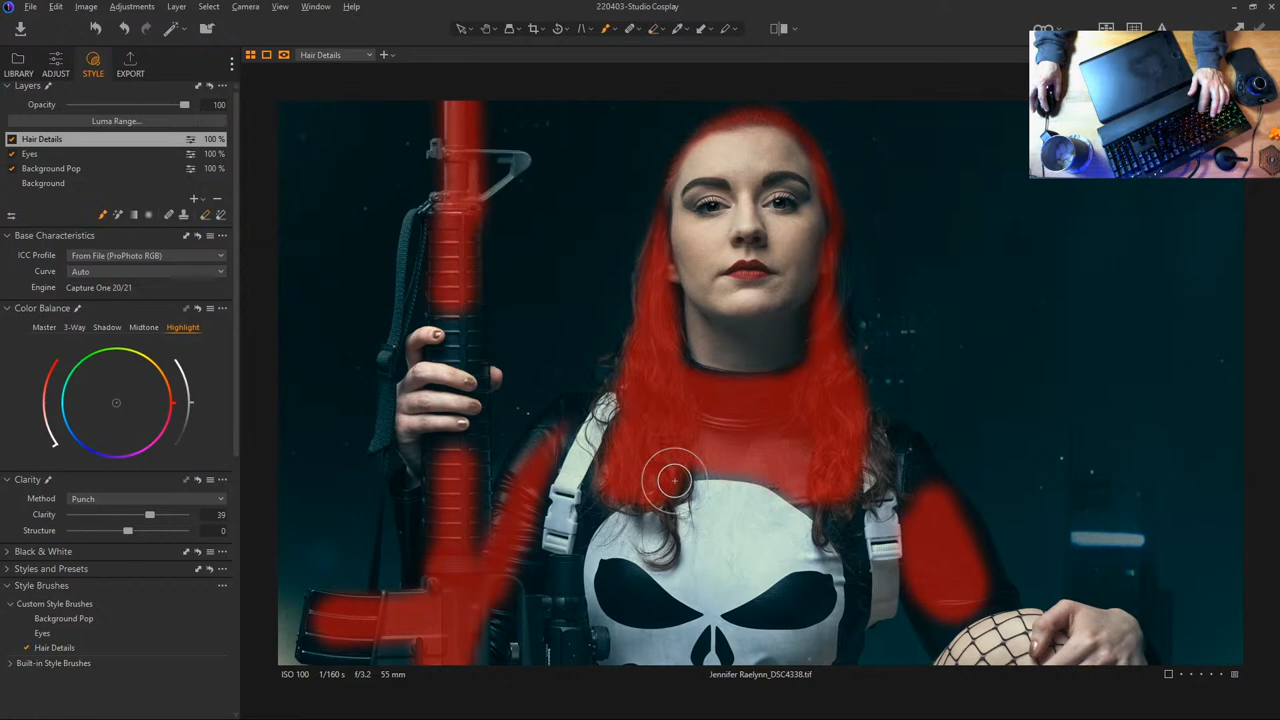 File Edit Image Adjustments Layer Select Camera View Window Help
220403-Studio Cosplay
Hair Details
LIBRARY ADJUST STYLE EXPORT
Layers
Opacity 100
Luma Range...
Hair Details 100 %
Eyes 100 %
Background Pop 100 %
Background
Base Characteristics
ICC Profile From File (ProPhoto RGB)
Curve Auto
Engine Capture One 20/21
Color Balance
Master 3-Way Shadow Midtone Highlight
Clarity
Method Punch
Clarity 39
Structure 0
Black & White
Styles and Presets
Style Brushes
Custom Style Brushes
Background Pop
Eyes
Hair Details
Built-in Style Brushes
ISO 100 1/160 s f/3.2 55 mm
Jennifer Raelynn_DSC4338.tif